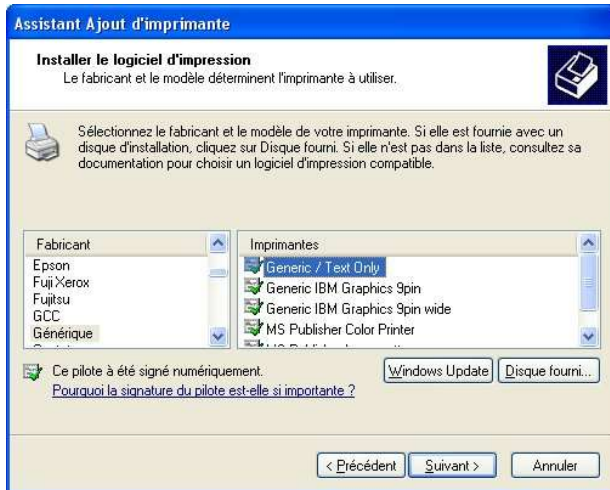 Assistant Ajout d'imprimante
Installer le logiciel d'impression
Le fabricant et le modèle déterminent l'imprimante à utiliser.
Sélectionnez le fabricant et le modèle de votre imprimante. Si elle est fournie avec un
disque d'installation, cliquez sur Disque fourni. Si elle n'est pas dans la liste, consultez sa
documentation pour choisir un logiciel d'impression compatible.
Fabricant
Epson
Fuji Xerox
Fujitsu
GCC
Générique
Imprimantes
Generic / Text Only
Generic IBM Graphics 9pin
Generic IBM Graphics 9pin wide
MS Publisher Color Printer
Ce pilote à été signé numériquement.
Pourquoi la signature du pilote est-elle si importante ?
Windows Update
Disque fourni...
< Précédent
Suivant >
Annuler